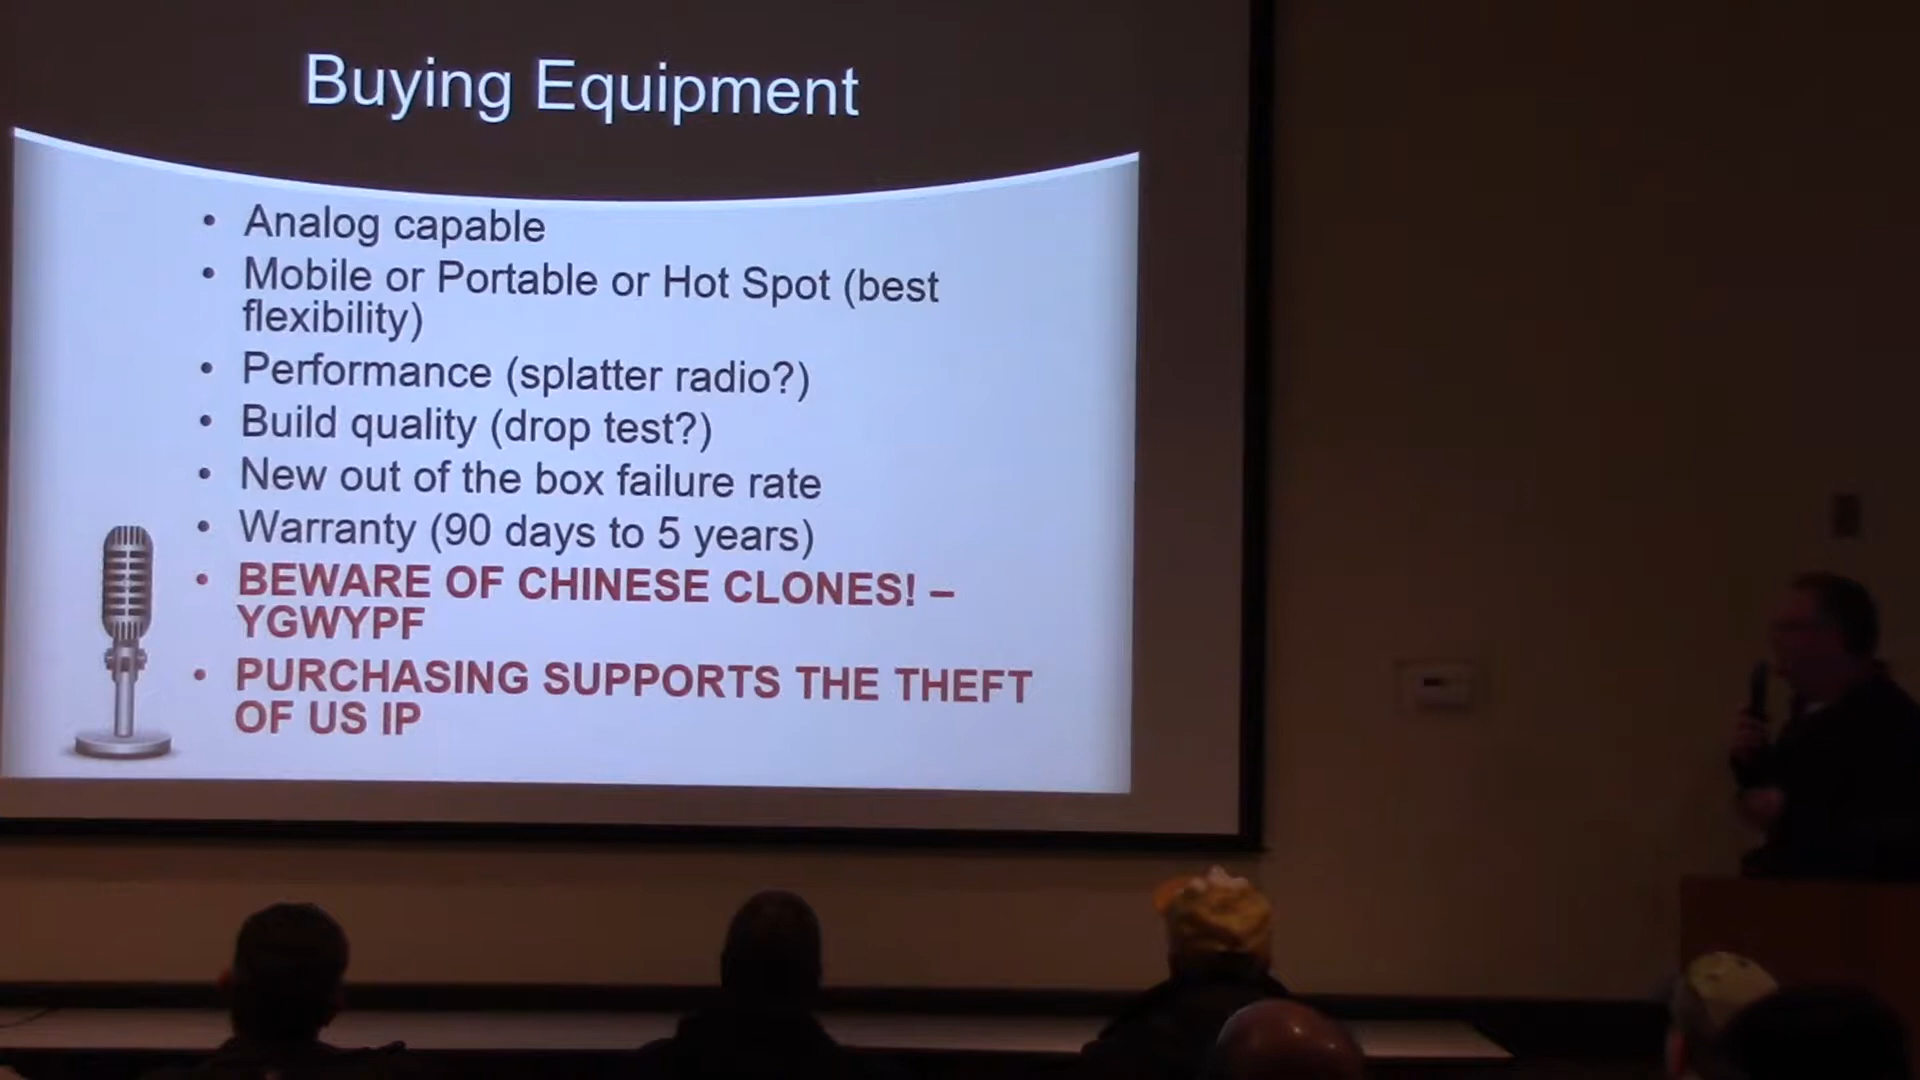 Buying Equipment
• Analog capable
• Mobile or Portable or Hot Spot (best
flexibility)
• Performance (splatter radio?)
• Build quality (drop test?)
• New out of the box failure rate
• Warranty (90 days to 5 years)
• BEWARE OF CHINESE CLONES! –
YGWYPF
• PURCHASING SUPPORTS THE THEFT
OF US IP